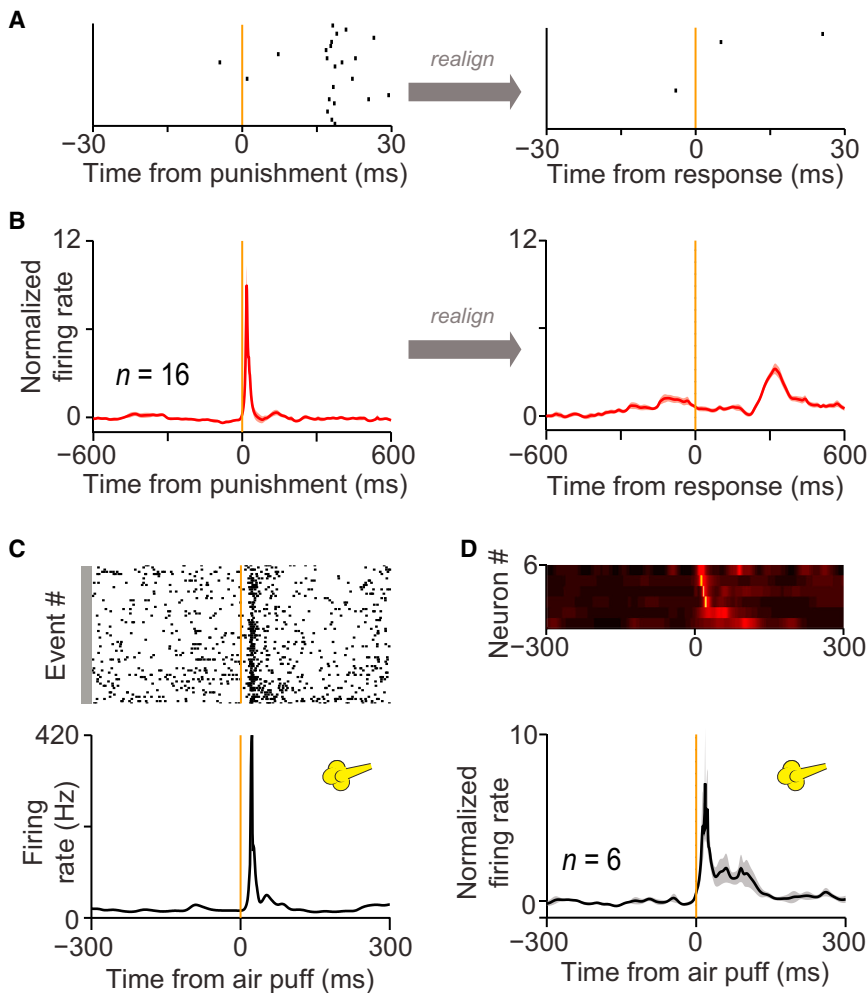 A
realign
−30
0
30
−30
0
30
Time from punishment (ms)
Time from response (ms)
B
12
12
Normalized
firing rate
realign
n = 16
0
0
−600
0
600
−600
0
600
Time from punishment (ms)
Time from response (ms)
C
D
Event #
6
Neuron #
−300
0
300
420
10
Firing
rate (Hz)
Normalized
firing rate
n = 6
0
0
−300
0
300
−300
0
300
Time from air puff (ms)
Time from air puff (ms)